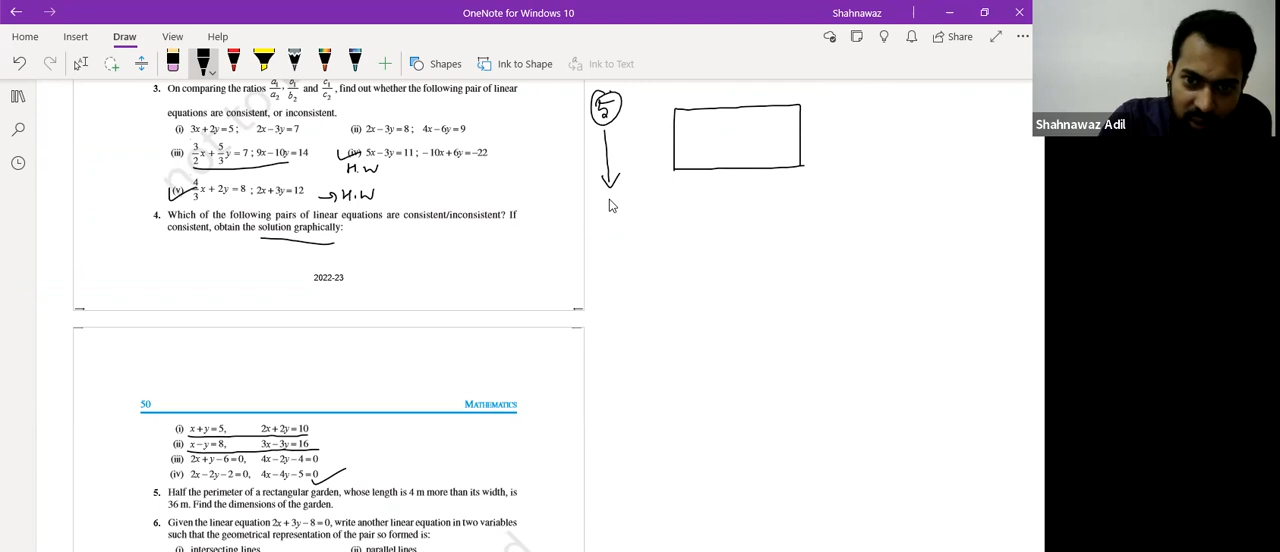 OneNote for Windows 10
Shahnawaz
Home Insert Draw View Help
Share
Shapes Ink to Shape Ink to Text
3. On comparing the ratios a1/a2, b1/b2 and c1/c2, find out whether the following pair of linear
equations are consistent, or inconsistent.
(i) 3x + 2y = 5 ; 2x – 3y = 7 (ii) 2x – 3y = 8 ; 4x – 6y = 9
(iii) 3/2 x + 5/3 y = 7 ; 9x – 10y = 14 (iv) 5x – 3y = 11 ; – 10x + 6y = –22
H.W
(v) 4/3 x + 2y = 8 ; 2x + 3y = 12 → H.W
4. Which of the following pairs of linear equations are consistent/inconsistent? If
consistent, obtain the solution graphically:
2022-23
not to
50 MATHEMATICS
(i) x + y = 5, 2x + 2y = 10
(ii) x – y = 8, 3x – 3y = 16
(iii) 2x + y – 6 = 0, 4x – 2y – 4 = 0
(iv) 2x – 2y – 2 = 0, 4x – 4y – 5 = 0
5. Half the perimeter of a rectangular garden, whose length is 4 m more than its width, is
36 m. Find the dimensions of the garden.
6. Given the linear equation 2x + 3y – 8 = 0, write another linear equation in two variables
such that the geometrical representation of the pair so formed is:
(i) intersecting lines (ii) parallel lines
Shahnawaz Adil